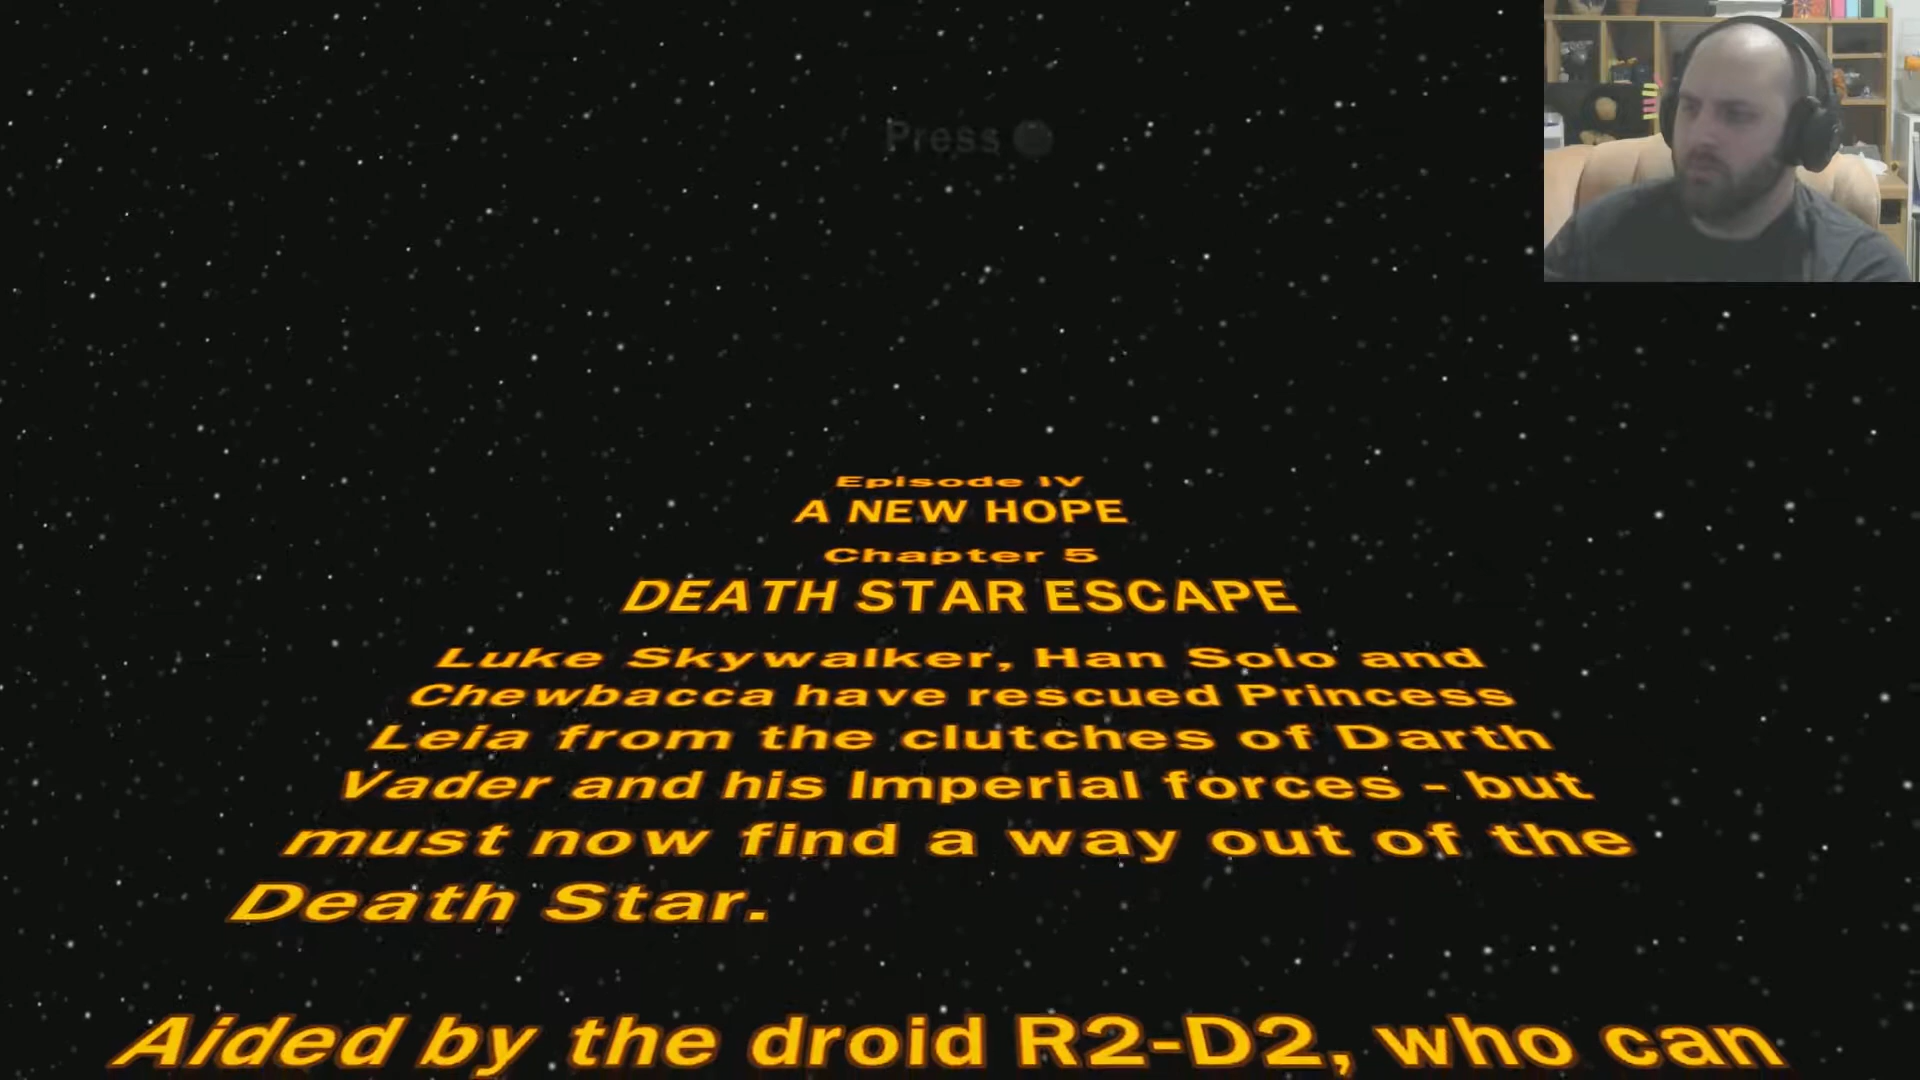 Press
Episode IV
A NEW HOPE
Chapter 5
DEATH STAR ESCAPE
Luke Skywalker, Han Solo and
Chewbacca have rescued Princess
Leia from the clutches of Darth
Vader and his Imperial forces - but
must now find a way out of the
Death Star.
Aided by the droid R2-D2, who can